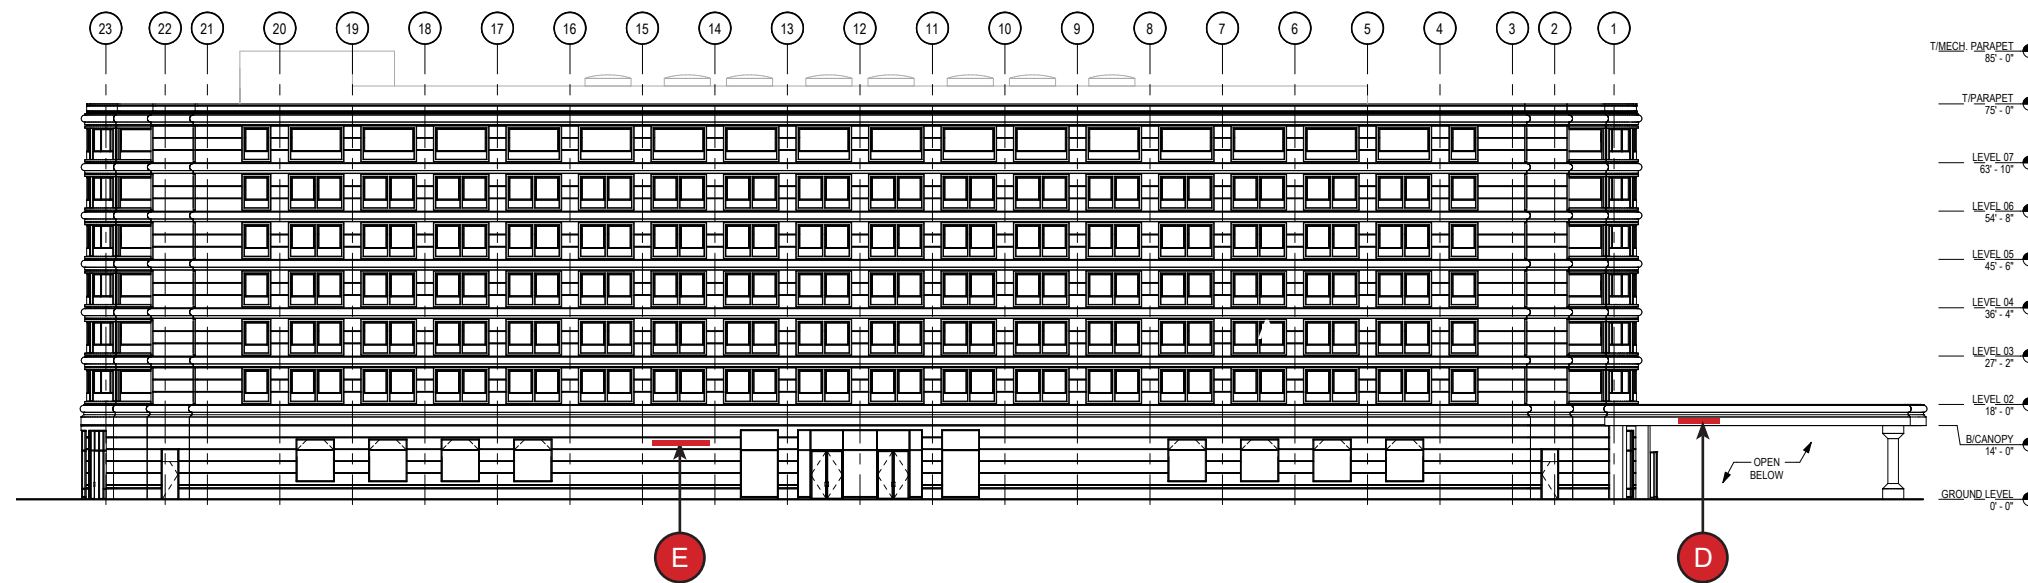 23 22 21 20 19 18 17 16 15 14 13 12 11 10 9 8 7 6 5 4 3 2 1
T/MECH. PARAPET
85' - 0"
T/PARAPET
75' - 0"
LEVEL 07
63' - 10"
LEVEL 06
54' - 8"
LEVEL 05
45' - 6"
LEVEL 04
36' - 4"
LEVEL 03
27' - 2"
LEVEL 02
18' - 0"
B/CANOPY
14' - 0"
OPEN
BELOW
GROUND LEVEL
0' - 0"
E
D